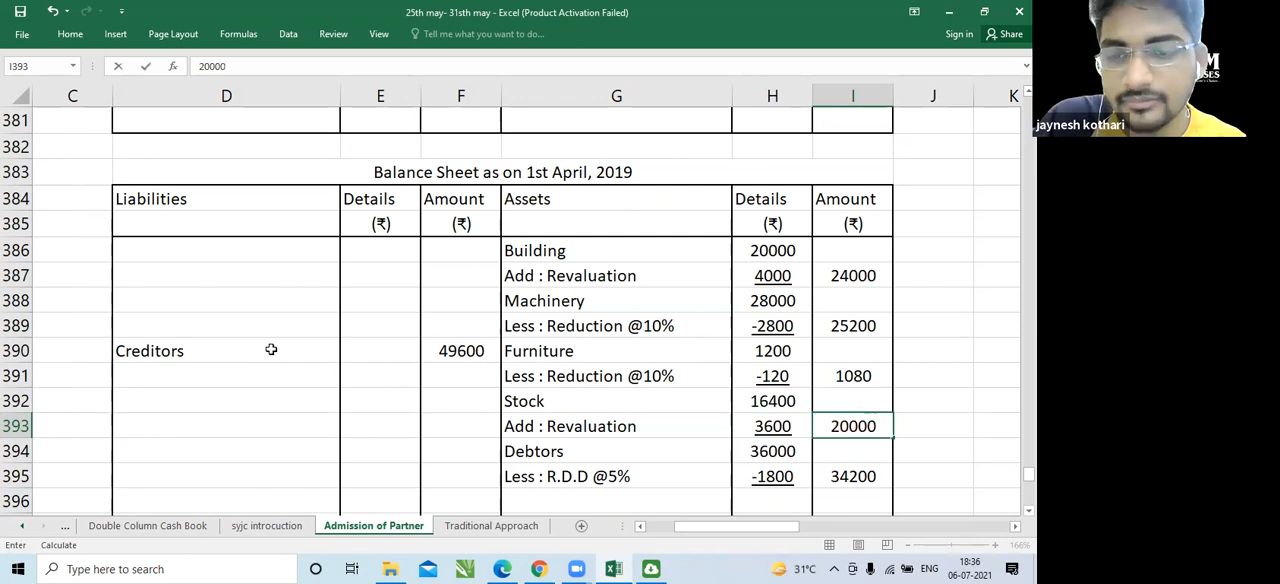 25th may- 31sth may - Excel (Product Activation Failed)
File Home Insert Page Layout Formulas Data Review View Tell me what you want to do... Sign in Share
I393 fx 20000
C D E F G H I J K
381
382
383 Balance Sheet as on 1st April, 2019
384 Liabilities Details Amount Assets Details Amount
385 (₹) (₹) (₹) (₹)
386 Building 20000
387 Add : Revaluation 4000 24000
388 Machinery 28000
389 Less : Reduction @10% -2800 25200
390 Creditors 49600 Furniture 1200
391 Less : Reduction @10% -120 1080
392 Stock 16400
393 Add : Revaluation 3600 20000
394 Debtors 36000
395 Less : R.D.D @5% -1800 34200
396
... Double Column Cash Book syjc introcuction Admission of Partner Traditional Approach
Enter Calculate 166%
Type here to search 31°C ENG 18:36
06-07-2021
jaynesh kothari